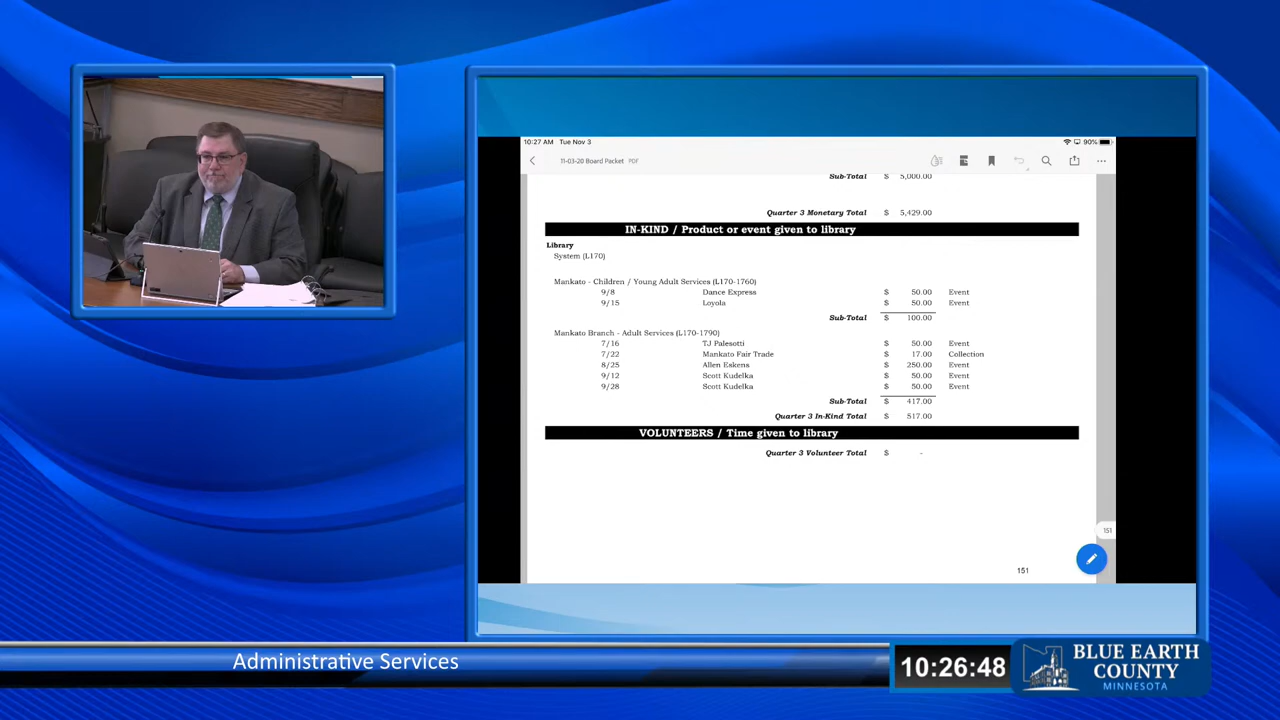 10:27 AM Tue Nov 3 90%
11-03-20 Board Packet PDF
Sub-Total $ 5,000.00
Quarter 3 Monetary Total $ 5,429.00
IN-KIND / Product or event given to library
Library
System (L170)
Mankato - Children / Young Adult Services (L170-1760)
9/8 Dance Express $ 50.00 Event
9/15 Loyola $ 50.00 Event
Sub-Total $ 100.00
Mankato Branch - Adult Services (L170-1790)
7/16 TJ Palesotti $ 50.00 Event
7/22 Mankato Fair Trade $ 17.00 Collection
8/25 Allen Eskens $ 250.00 Event
9/12 Scott Kudelka $ 50.00 Event
9/28 Scott Kudelka $ 50.00 Event
Sub-Total $ 417.00
Quarter 3 In-Kind Total $ 517.00
VOLUNTEERS / Time given to library
Quarter 3 Volunteer Total $ -
151
151
Administrative Services
10:26:48
BLUE EARTH
COUNTY
MINNESOTA